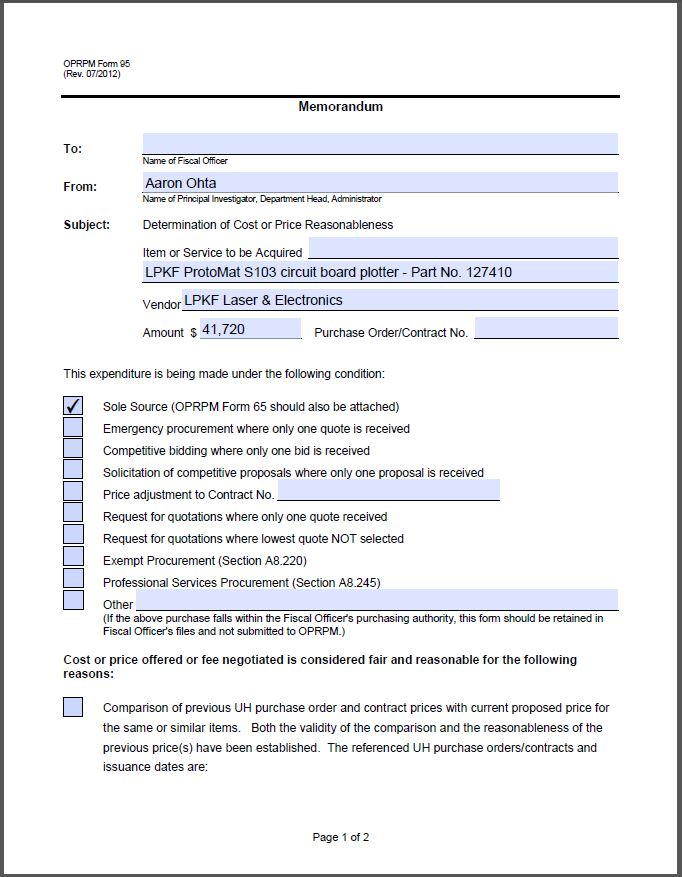 OPRPM Form 95
(Rev. 07/2012)
Memorandum
To:
Name of Fiscal Officer
From: Aaron Ohta
Name of Principal Investigator, Department Head, Administrator
Subject: Determination of Cost or Price Reasonableness
Item or Service to be Acquired
LPKF ProtoMat S103 circuit board plotter - Part No. 127410
Vendor LPKF Laser & Electronics
Amount $ 41,720 Purchase Order/Contract No.
This expenditure is being made under the following condition:
✓ Sole Source (OPRPM Form 65 should also be attached)
Emergency procurement where only one quote is received
Competitive bidding where only one bid is received
Solicitation of competitive proposals where only one proposal is received
Price adjustment to Contract No.
Request for quotations where only one quote received
Request for quotations where lowest quote NOT selected
Exempt Procurement (Section A8.220)
Professional Services Procurement (Section A8.245)
Other
(If the above purchase falls within the Fiscal Officer's purchasing authority, this form should be retained in
Fiscal Officer's files and not submitted to OPRPM.)
Cost or price offered or fee negotiated is considered fair and reasonable for the following
reasons:
Comparison of previous UH purchase order and contract prices with current proposed price for
the same or similar items. Both the validity of the comparison and the reasonableness of the
previous price(s) have been established. The referenced UH purchase orders/contracts and
issuance dates are:
Page 1 of 2